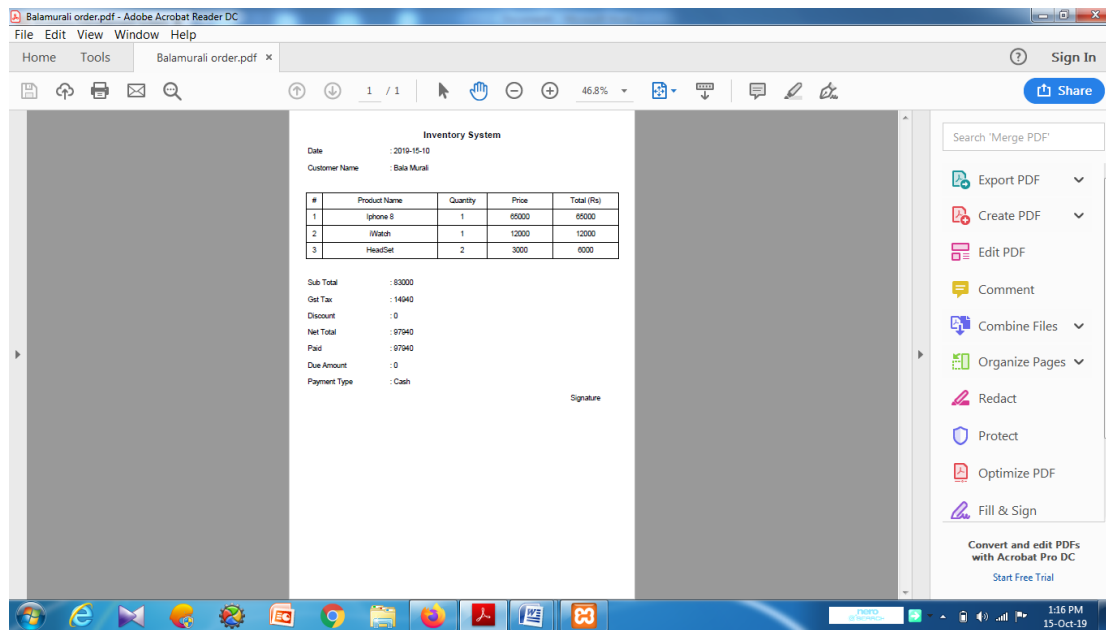 Balamurali order.pdf - Adobe Acrobat Reader DC
File Edit View Window Help
Home Tools Balamurali order.pdf × ? Sign In
1 / 1 46.8% Share
Inventory System
Date : 2019-15-10
Customer Name : Bala Murali
# Product Name Quantity Price Total (Rs)
1 Iphone 8 1 65000 65000
2 iWatch 1 12000 12000
3 HeadSet 2 3000 6000
Sub Total : 83000
Gst Tax : 14940
Discount : 0
Net Total : 97940
Paid : 97940
Due Amount : 0
Payment Type : Cash
Signature
Search 'Merge PDF'
Export PDF
Create PDF
Edit PDF
Comment
Combine Files
Organize Pages
Redact
Protect
Optimize PDF
Fill & Sign
Convert and edit PDFs
with Acrobat Pro DC
Start Free Trial
nero
1:16 PM
15-Oct-19